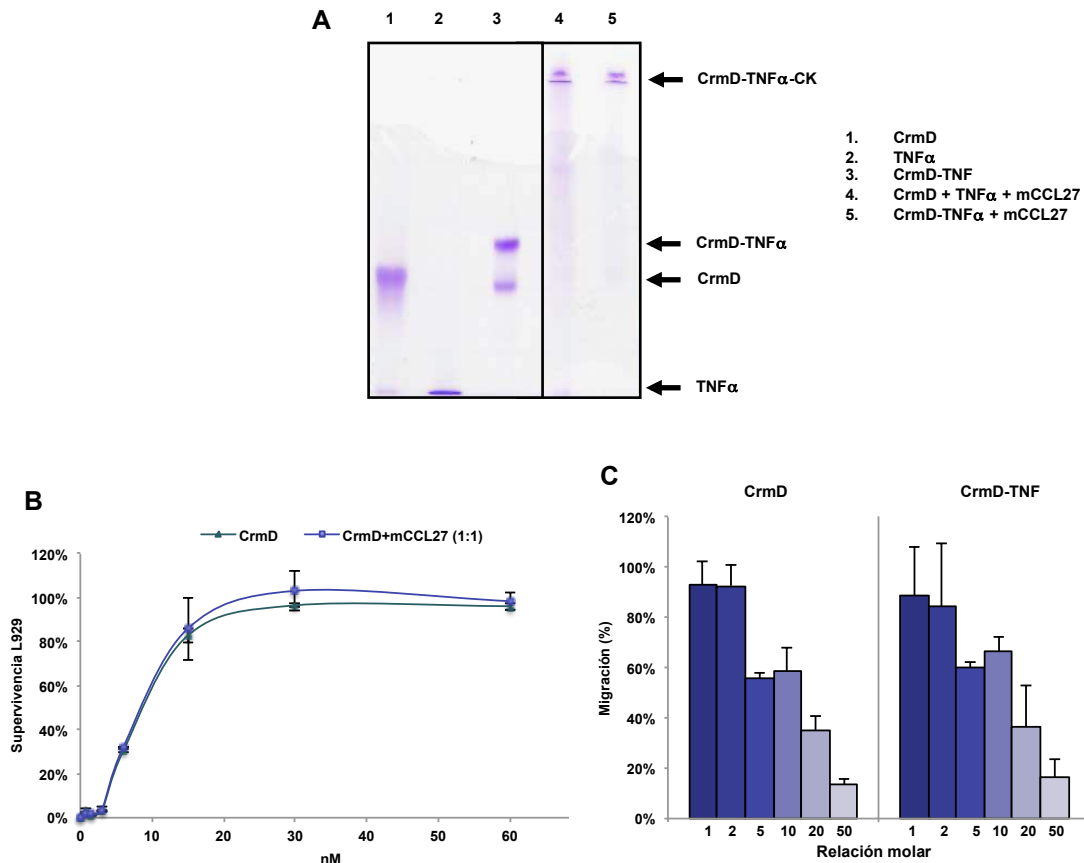 A
1 2 3 4 5
CrmD-TNFα-CK
CrmD-TNFα
CrmD
TNFα
1. CrmD
2. TNFα
3. CrmD-TNF
4. CrmD + TNFα + mCCL27
5. CrmD-TNFα + mCCL27
B
CrmD CrmD+mCCL27 (1:1)
Supervivencia L929
120%
100%
80%
60%
40%
20%
0%
0 10 20 30 40 50 60
nM
C
CrmD CrmD-TNF
Migración (%)
120%
100%
80%
60%
40%
20%
0%
1 2 5 10 20 50 1 2 5 10 20 50
Relación molar